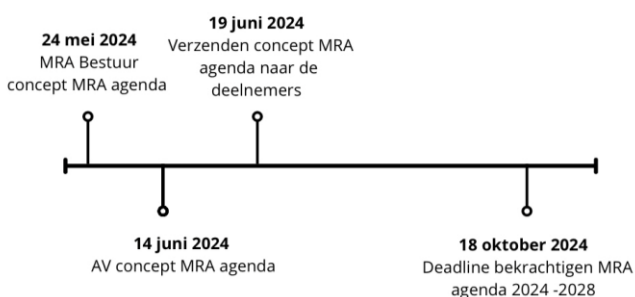 24 mei 2024
MRA Bestuur
concept MRA agenda
19 juni 2024
Verzenden concept MRA
agenda naar de
deelnemers
14 juni 2024
AV concept MRA agenda
18 oktober 2024
Deadline bekrachtigen MRA
agenda 2024 -2028